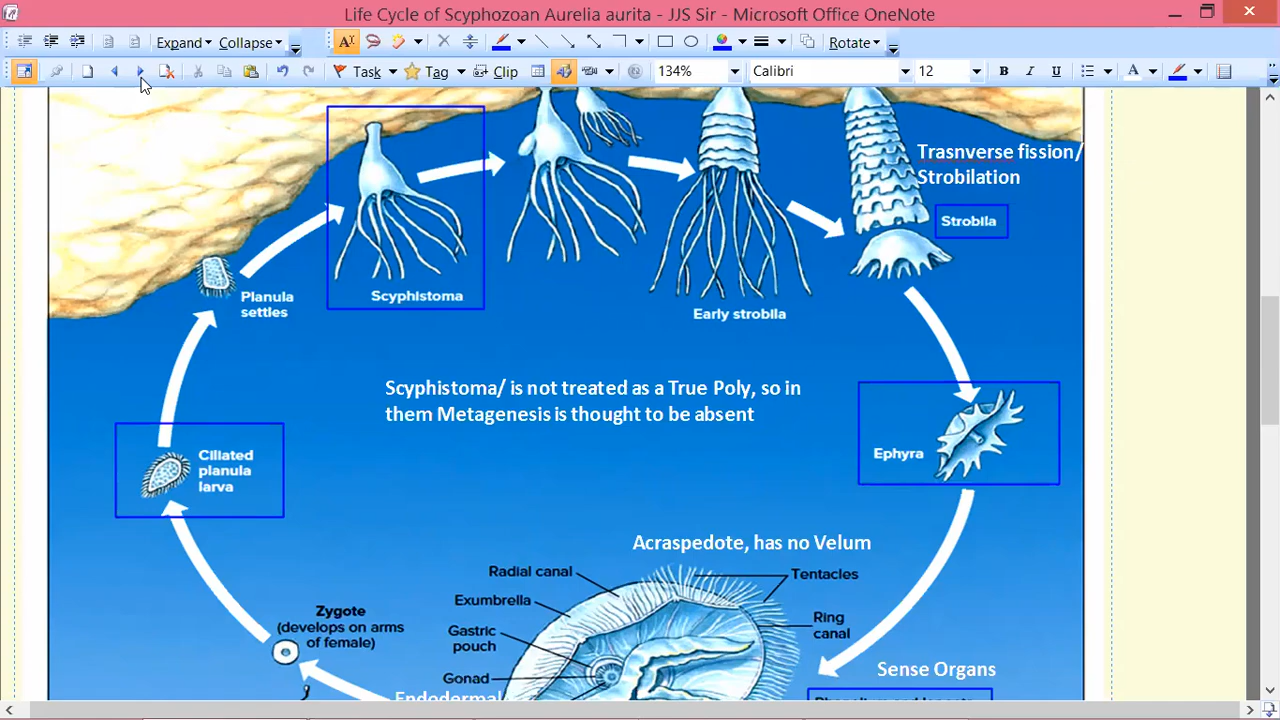 Life Cycle of Scyphozoan Aurelia aurita - JJS Sir - Microsoft Office OneNote
Expand Collapse Rotate
Task Tag Clip 134% Calibri 12 B I U A
Trasnverse fission/
Strobilation
Strobila
Planula
settles
Scyphistoma
Early strobila
Scyphistoma/ is not treated as a True Poly, so in
them Metagenesis is thought to be absent
Ciliated
planula
larva
Ephyra
Acraspedote, has no Velum
Radial canal
Tentacles
Exumbrella
Zygote
(develops on arms
of female)
Ring
canal
Gastric
pouch
Sense Organs
Gonad
Endodermal